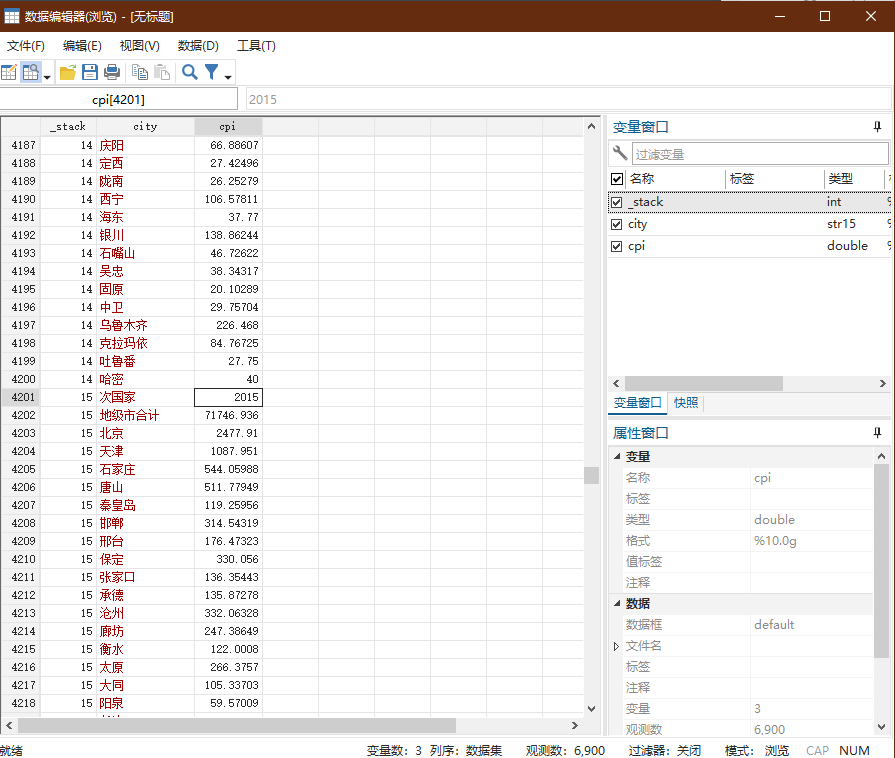 数据编辑器(浏览) - [无标题]
文件(F) 编辑(E) 视图(V) 数据(D) 工具(T)
cpi[4201] 2015
_stack city cpi
4187 14 庆阳 66.88607
4188 14 定西 27.42496
4189 14 陇南 26.25279
4190 14 西宁 106.57811
4191 14 海东 37.77
4192 14 银川 138.86244
4193 14 石嘴山 46.72622
4194 14 吴忠 38.34317
4195 14 固原 20.10289
4196 14 中卫 29.75704
4197 14 乌鲁木齐 226.468
4198 14 克拉玛依 84.76725
4199 14 吐鲁番 27.75
4200 14 哈密 40
4201 15 次国家 2015
4202 15 地级市合计 71746.936
4203 15 北京 2477.91
4204 15 天津 1087.951
4205 15 石家庄 544.05988
4206 15 唐山 511.77949
4207 15 秦皇岛 119.25956
4208 15 邯郸 314.54319
4209 15 邢台 176.47323
4210 15 保定 330.056
4211 15 张家口 136.35443
4212 15 承德 135.87278
4213 15 沧州 332.06328
4214 15 廊坊 247.38649
4215 15 衡水 122.0008
4216 15 太原 266.3757
4217 15 大同 105.33703
4218 15 阳泉 59.57009
变量窗口
过滤变量
名称 标签 类型
_stack int
city str15
cpi double
变量窗口 快照
属性窗口
变量
名称 cpi
标签
类型 double
格式 %10.0g
值标签
注释
数据
数据框 default
文件名
标签
注释
变量 3
观测数 6,900
就绪 变量数: 3 列序: 数据集 观测数: 6,900 过滤器: 关闭 模式: 浏览 CAP NUM